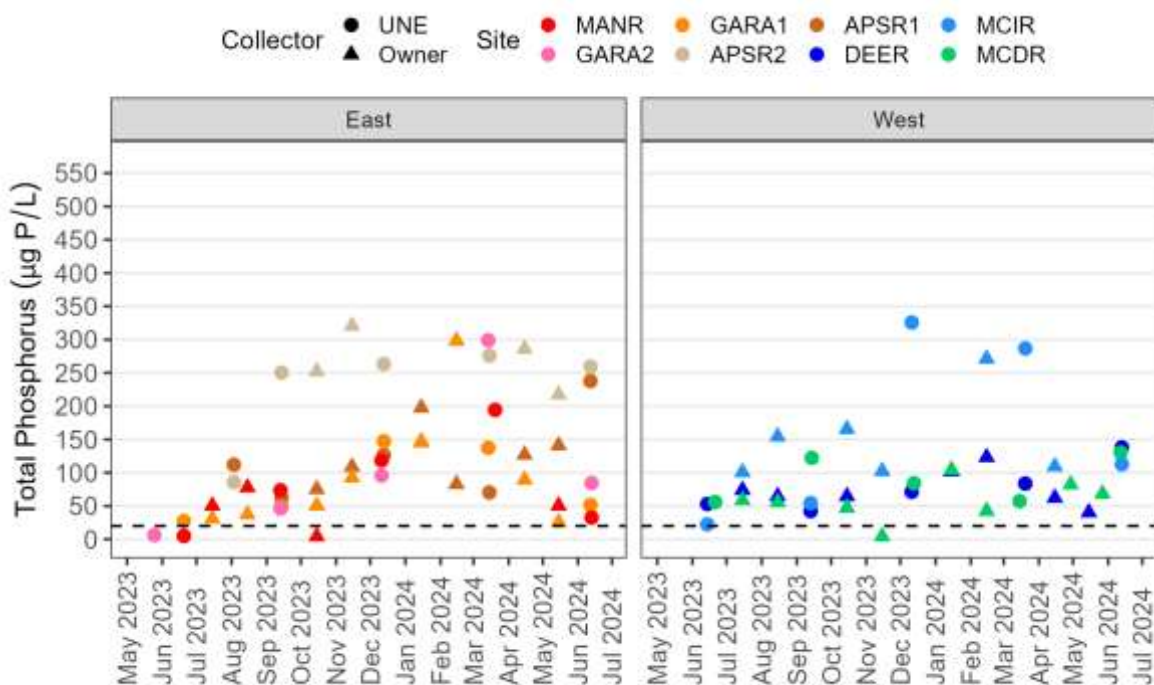 Collector UNE Site MANR GARA1 APSR1 MCIR
Owner GARA2 APSR2 DEER MCDR
East West
Total Phosphorus (µg P/L)
550
500
450
400
350
300
250
200
150
100
50
0
May 2023 Jun 2023 Jul 2023 Aug 2023 Sep 2023 Oct 2023 Nov 2023 Dec 2023 Jan 2024 Feb 2024 Mar 2024 Apr 2024 May 2024 Jun 2024 Jul 2024
May 2023 Jun 2023 Jul 2023 Aug 2023 Sep 2023 Oct 2023 Nov 2023 Dec 2023 Jan 2024 Feb 2024 Mar 2024 Apr 2024 May 2024 Jun 2024 Jul 2024